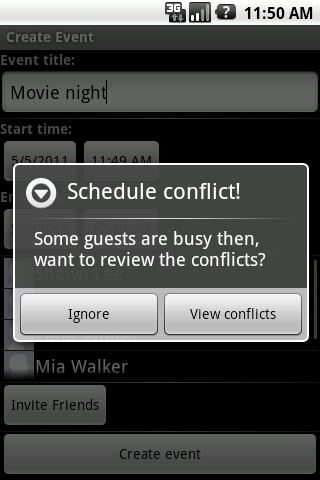 3G
?
11:50 AM
Create Event
Event title:
Movie night
Start time:
5/5/2011 11:49 AM
Schedule conflict!
Some guests are busy then,
want to review the conflicts?
Ignore View conflicts
Shawn Lee
Mia Walker
Invite Friends
Create event